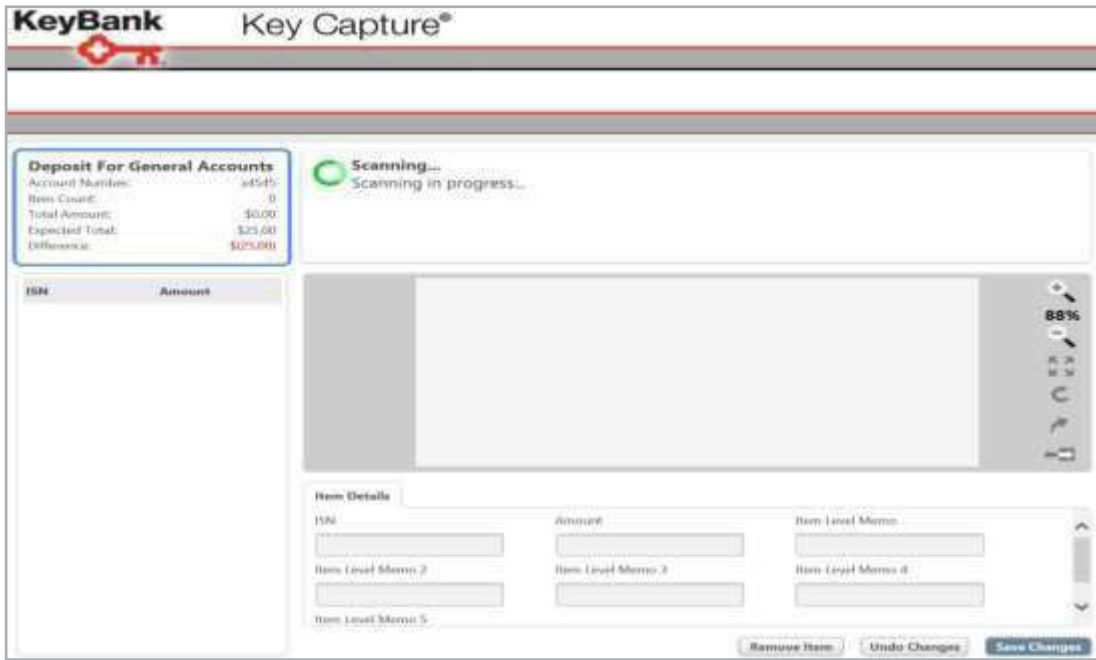 KeyBank Key Capture®
Deposit For General Accounts
Account Number: x4545
Item Count: 0
Total Amount: $0.00
Expected Total: $25.00
Difference: $(25.00)
Scanning...
Scanning in progress...
ISN Amount
88%
Item Details
ISN Amount Item Level Memo
Item Level Memo 2 Item Level Memo 3 Item Level Memo 4
Item Level Memo 5
Remove Item Undo Changes Save Changes